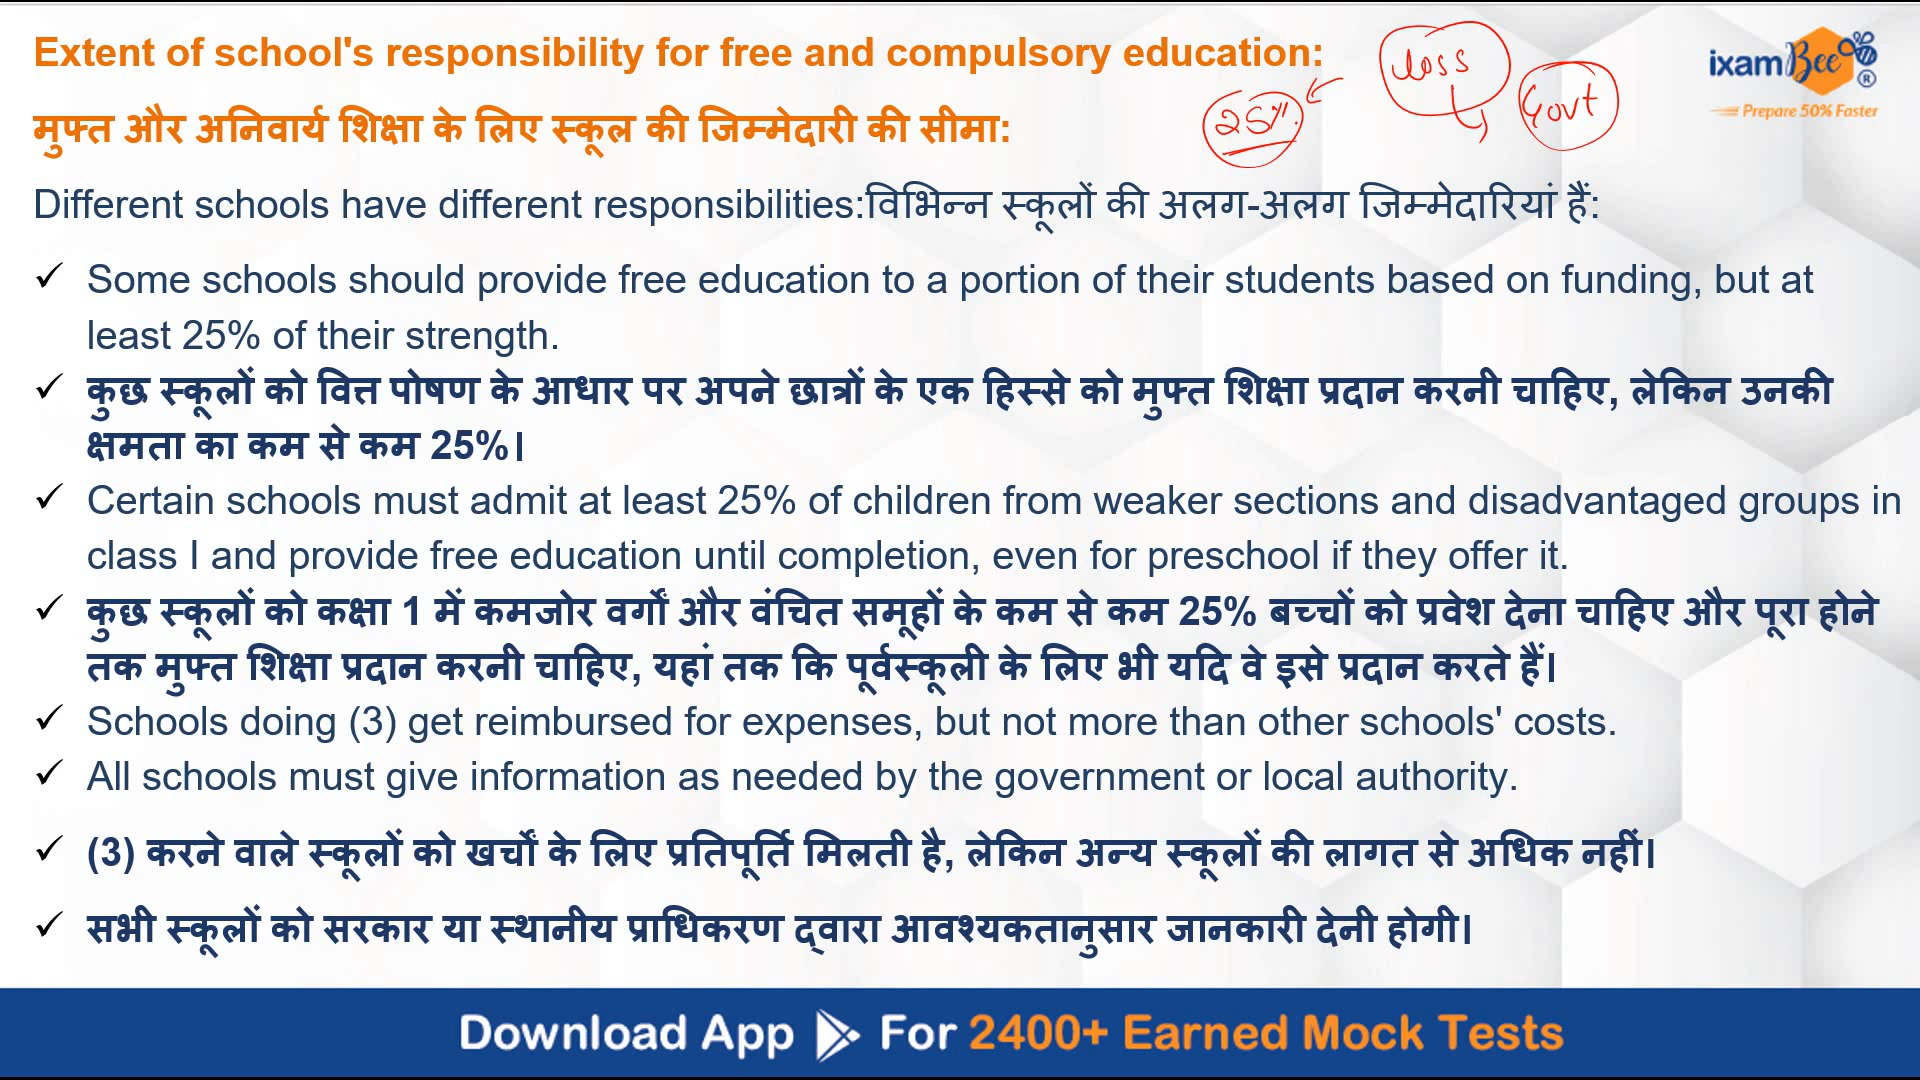 Extent of school's responsibility for free and compulsory education:
loss
Govt
25%.
ixamBee
®
Prepare 50% Faster
मुफ्त और अनिवार्य शिक्षा के लिए स्कूल की जिम्मेदारी की सीमा:
Different schools have different responsibilities:विभिन्न स्कूलों की अलग-अलग जिम्मेदारियां हैं:
✓ Some schools should provide free education to a portion of their students based on funding, but at
least 25% of their strength.
✓ कुछ स्कूलों को वित्त पोषण के आधार पर अपने छात्रों के एक हिस्से को मुफ्त शिक्षा प्रदान करनी चाहिए, लेकिन उनकी
क्षमता का कम से कम 25%।
✓ Certain schools must admit at least 25% of children from weaker sections and disadvantaged groups in
class I and provide free education until completion, even for preschool if they offer it.
✓ कुछ स्कूलों को कक्षा 1 में कमजोर वर्गों और वंचित समूहों के कम से कम 25% बच्चों को प्रवेश देना चाहिए और पूरा होने
तक मुफ्त शिक्षा प्रदान करनी चाहिए, यहां तक कि पूर्वस्कूली के लिए भी यदि वे इसे प्रदान करते हैं।
✓ Schools doing (3) get reimbursed for expenses, but not more than other schools' costs.
✓ All schools must give information as needed by the government or local authority.
✓ (3) करने वाले स्कूलों को खर्चों के लिए प्रतिपूर्ति मिलती है, लेकिन अन्य स्कूलों की लागत से अधिक नहीं।
✓ सभी स्कूलों को सरकार या स्थानीय प्राधिकरण द्वारा आवश्यकतानुसार जानकारी देनी होगी।
Download App For 2400+ Earned Mock Tests